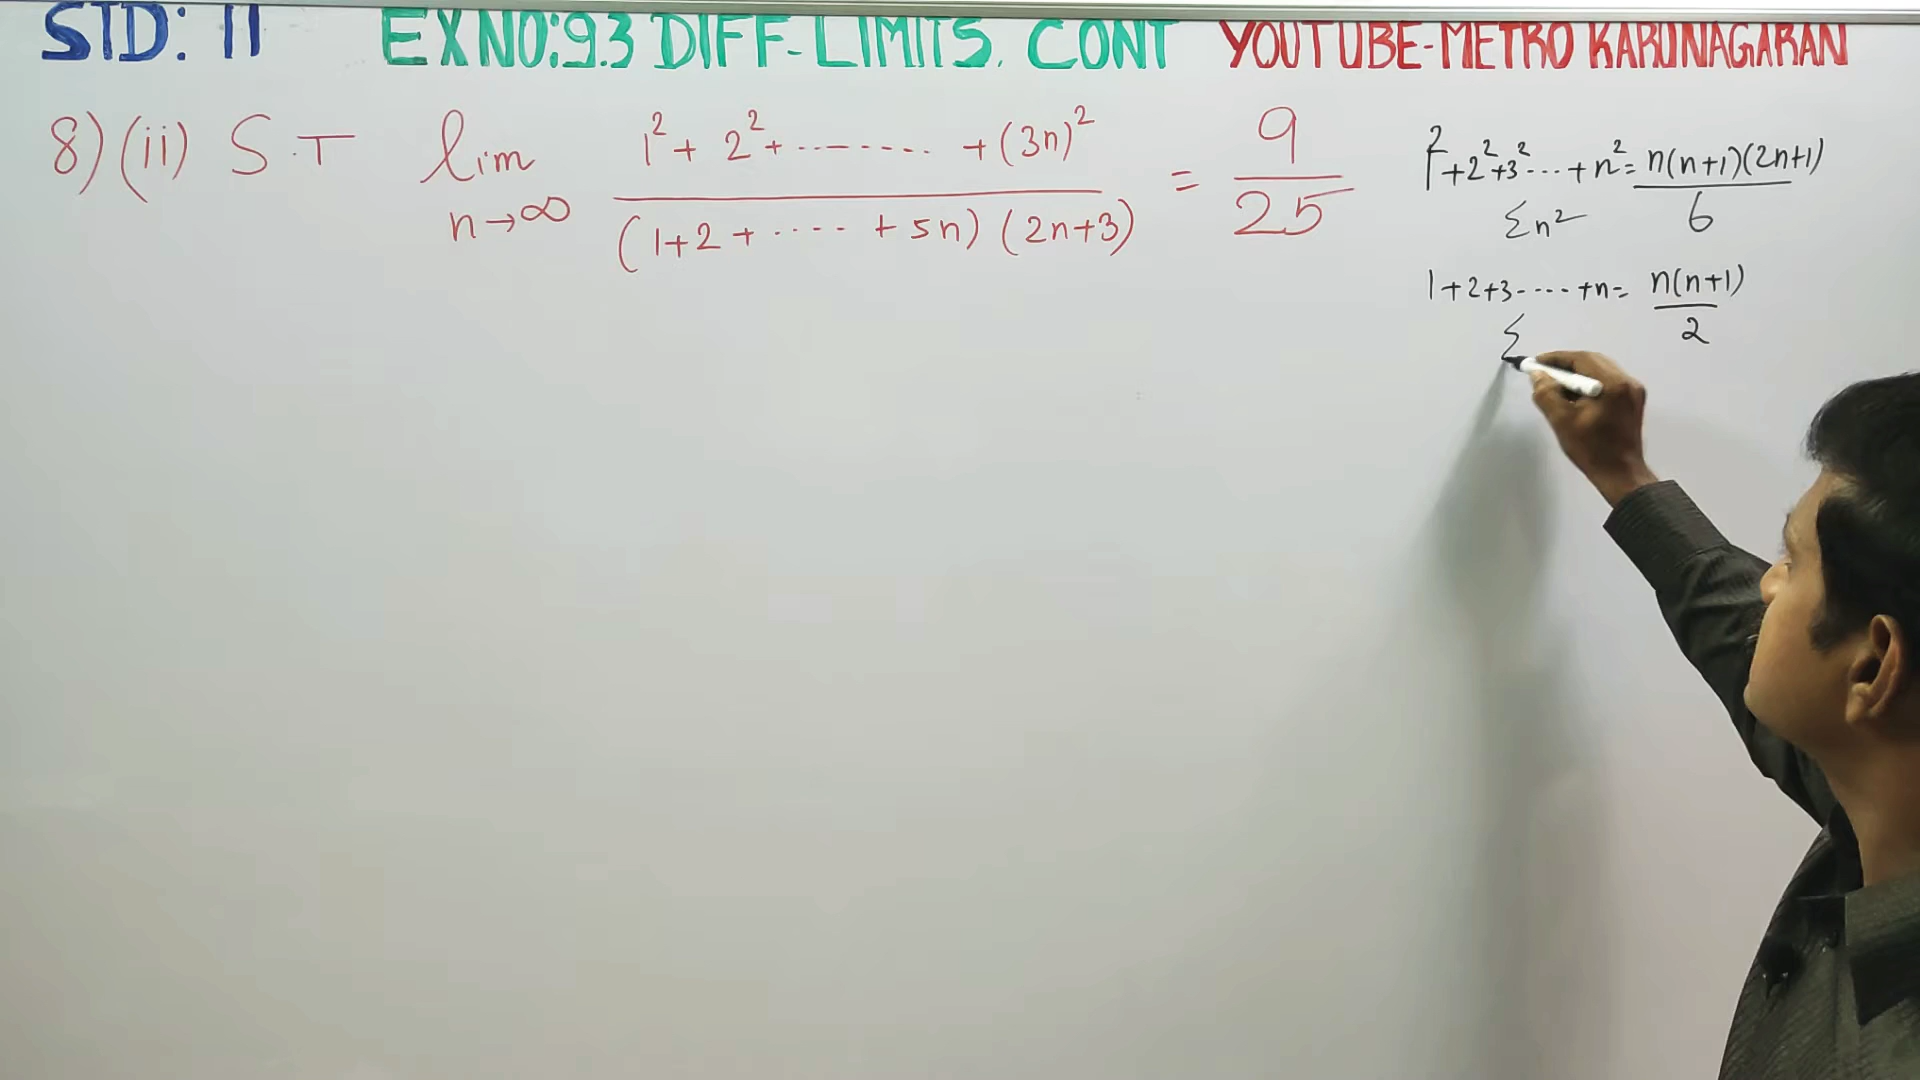 STD: 11 EX NO:9.3 DIFF-LIMITS. CONT YOUTUBE-METRO KARUNAGARAN
8) (ii) S.T lim n→∞ 1² + 2² + -------- + (3n)² / (1+2 + ---- + 5n) (2n+3) = 9/25
1² + 2² + 3² --- + n² = n(n+1)(2n+1) / 6
Σn²
1+2+3 ---- +n = n(n+1) / 2
Σ